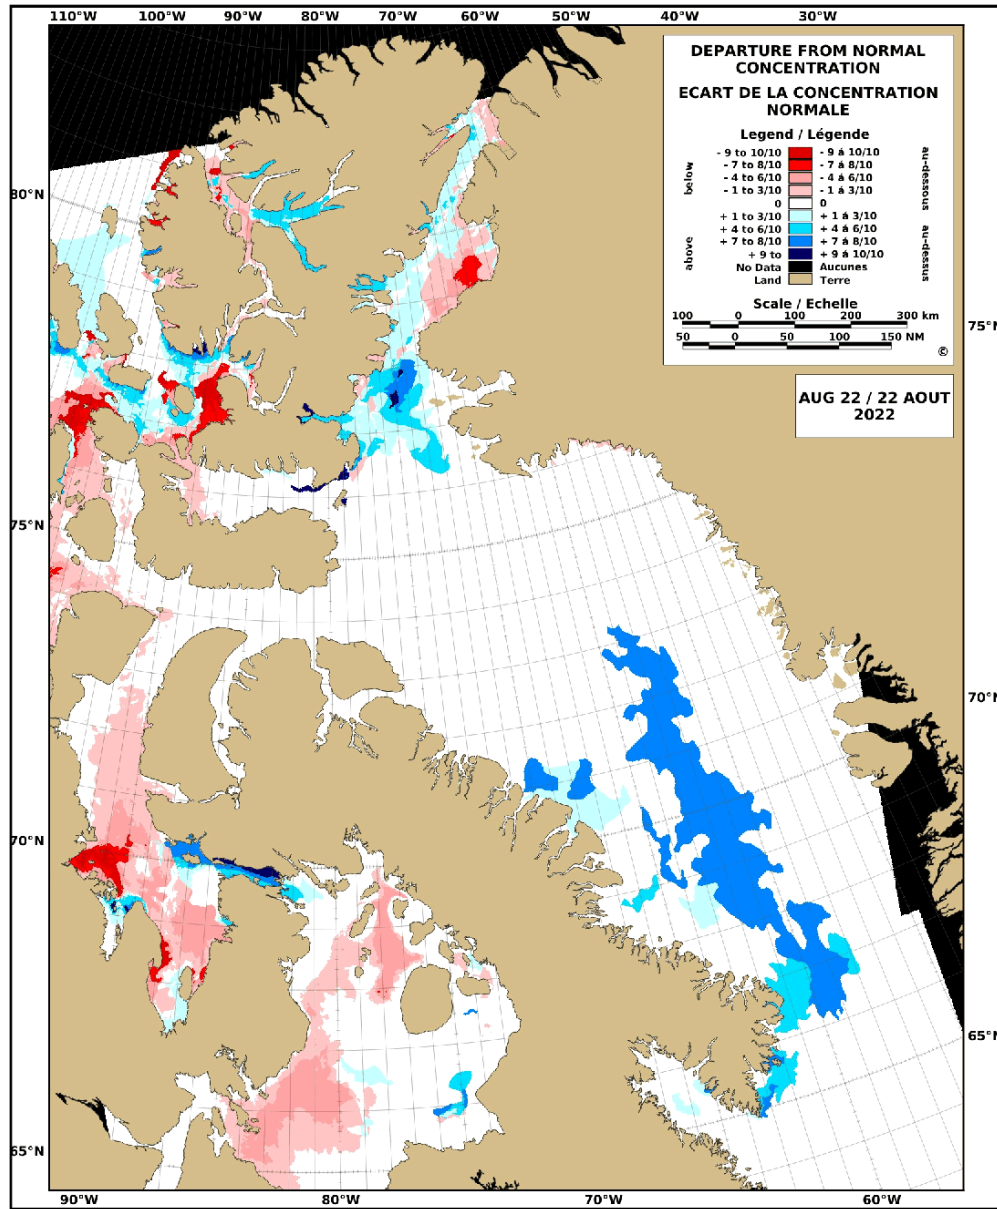 110°W 100°W 90°W 80°W 70°W 60°W 50°W 40°W 30°W
DEPARTURE FROM NORMAL
CONCENTRATION
ECART DE LA CONCENTRATION
NORMALE
Legend / Légende
below
above
- 9 to 10/10 - 9 á 10/10
- 7 to 8/10 - 7 á 8/10
- 4 to 6/10 - 4 á 6/10
- 1 to 3/10 - 1 á 3/10
0 0
+ 1 to 3/10 + 1 á 3/10
+ 4 to 6/10 + 4 á 6/10
+ 7 to 8/10 + 7 á 8/10
+ 9 to + 9 á 10/10
No Data Aucunes
Land Terre
au-dessous
au-dessus
Scale / Echelle
100 0 100 200 300 km
50 0 50 100 150 NM
©
AUG 22 / 22 AOUT
2022
80°N
75°N
70°N
65°N
75°N
70°N
65°N
90°W 80°W 70°W 60°W